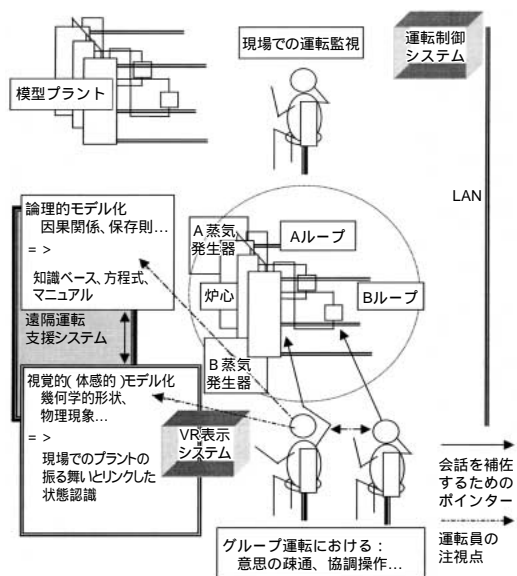 現場での運転監視
運転制御
システム
模型プラント
LAN
論理的モデル化
因果関係、保存則…
= >
知識ベース、方程式、
マニュアル
遠隔運転
支援システム
A蒸気
発生器
Aループ
炉心
Bループ
B蒸気
発生器
視覚的(体感的)モデル化
幾何学的形状、
物理現象…
= >
現場でのプラントの
振る舞いとリンクした
状態認識
VR表示
システム
会話を補佐
するための
ポインター
運転員の
注視点
グループ運転における:
意思の疎通、協調操作…